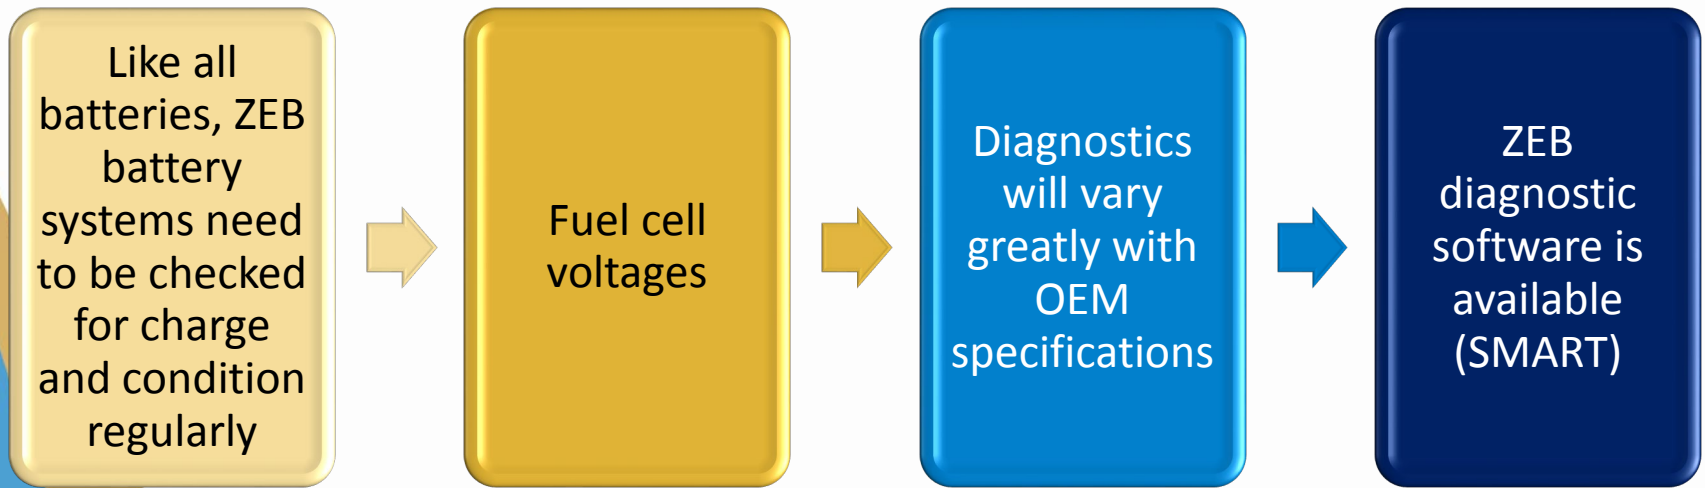 Like all
batteries, ZEB
battery
systems need
to be checked
for charge
and condition
regularly
Fuel cell
voltages
Diagnostics
will vary
greatly with
OEM
specifications
ZEB
diagnostic
software is
available
(SMART)